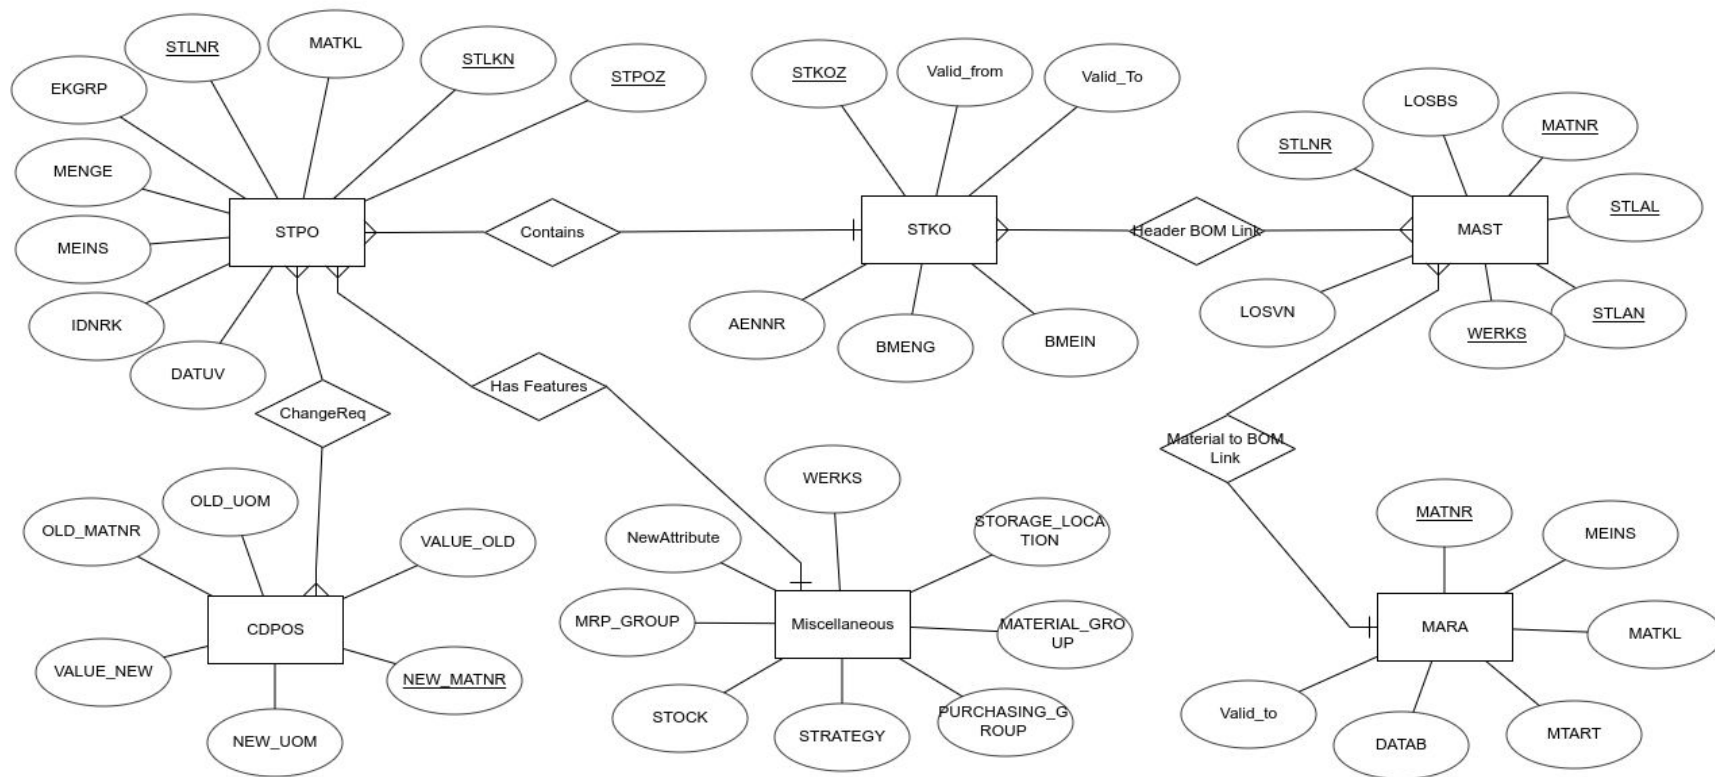 STLNR
MATKL
STLKN
STPOZ
EKGRP
MENGE
MEINS
IDNRK
DATUV
STPO
Contains
STKOZ
Valid_from
Valid_To
STKO
AENNR
BMENG
BMEIN
Header BOM Link
LOSBS
MATNR
STLNR
STLAL
MAST
LOSVN
WERKS
STLAN
ChangeReq
Has Features
Material to BOM
Link
OLD_UOM
OLD_MATNR
VALUE_OLD
CDPOS
VALUE_NEW
NEW_MATNR
NEW_UOM
WERKS
NewAttribute
STORAGE_LOCA
TION
MRP_GROUP
Miscellaneous
MATERIAL_GRO
UP
STOCK
STRATEGY
PURCHASING_G
ROUP
MATNR
MEINS
MARA
MATKL
Valid_to
DATAB
MTART